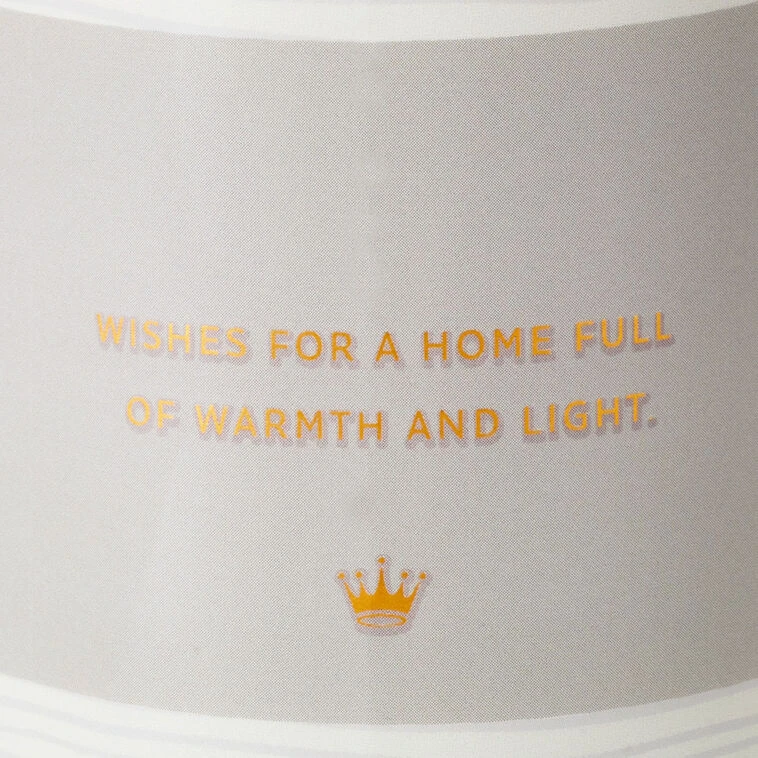 WISHES FOR A HOME FULL
OF WARMTH AND LIGHT.